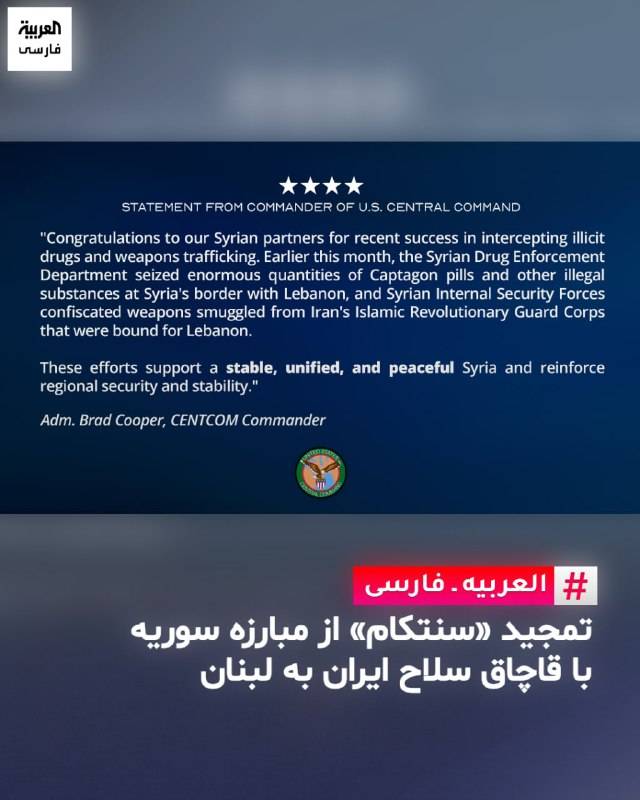 العربية
فارسی
★★★★
STATEMENT FROM COMMANDER OF U.S. CENTRAL COMMAND
"Congratulations to our Syrian partners for recent success in intercepting illicit
drugs and weapons trafficking. Earlier this month, the Syrian Drug Enforcement
Department seized enormous quantities of Captagon pills and other illegal
substances at Syria's border with Lebanon, and Syrian Internal Security Forces
confiscated weapons smuggled from Iran's Islamic Revolutionary Guard Corps
that were bound for Lebanon.
These efforts support a stable, unified, and peaceful Syria and reinforce
regional security and stability."
Adm. Brad Cooper, CENTCOM Commander
UNITED STATES
CENTRAL COMMAND
# العربیه ـ فارسی
تمجید «سنتکام» از مبارزه سوریه
با قاچاق سلاح ایران به لبنان